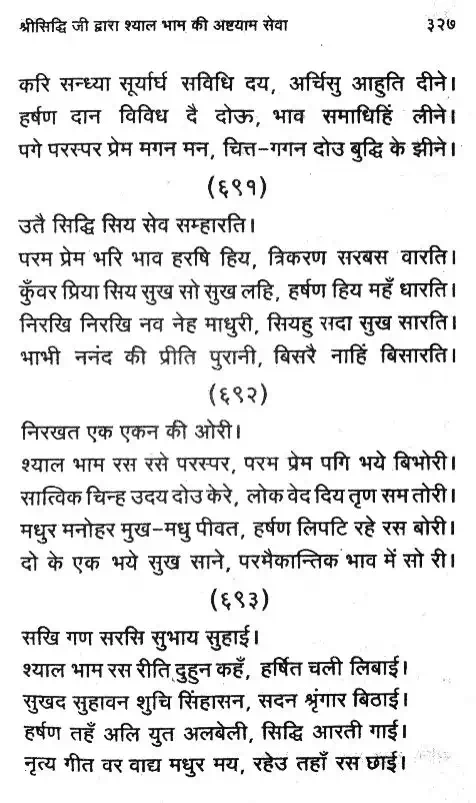 श्रीसिद्धि जी द्वारा श्याल भाम की अष्टयाम सेवा ३२७
करि सन्ध्या सूर्यार्घ सविधि दय, अर्चिसु आहुति दीने।
हर्षण दान विविध दै दोऊ, भाव समाधिहिं लीने।
पगे परस्पर प्रेम मगन मन, चित्त-गगन दोउ बुद्धि के झीने।
(६९१)
उतै सिद्धि सिय सेव सम्हारति।
परम प्रेम भरि भाव हरषि हिय, त्रिकरण सरबस वारति।
कुँवर प्रिया सिय सुख सो सुख लहि, हर्षण हिय महँ धारति।
निरखि निरखि नव नेह माधुरी, सियहु सदा सुख सारति।
भाभी ननंद की प्रीति पुरानी, बिसरै नाहिं बिसारति।
(६९२)
निरखत एक एकन की ओरी।
श्याल भाम रस रसे परस्पर, परम प्रेम पगि भये बिभोरी।
सात्विक चिन्ह उदय दोउ केरे, लोक वेद दिय तृण सम तोरी।
मधुर मनोहर मुख-मधु पीवत, हर्षण लिपटि रहे रस बोरी।
दो के एक भये सुख साने, परमैकान्तिक भाव में सो री।
(६९३)
सखि गण सरसि सुभाय सुहाई।
श्याल भाम रस रीति दुहुन कहँ, हर्षित चली लिबाई।
सुखद सुहावन शुचि सिंहासन, सदन श्रृंगार बिठाई।
हर्षण तहँ अलि युत अलबेली, सिद्धि आरती गाई।
नृत्य गीत वर वाद्य मधुर मय, रहेउ तहाँ रस छाई।